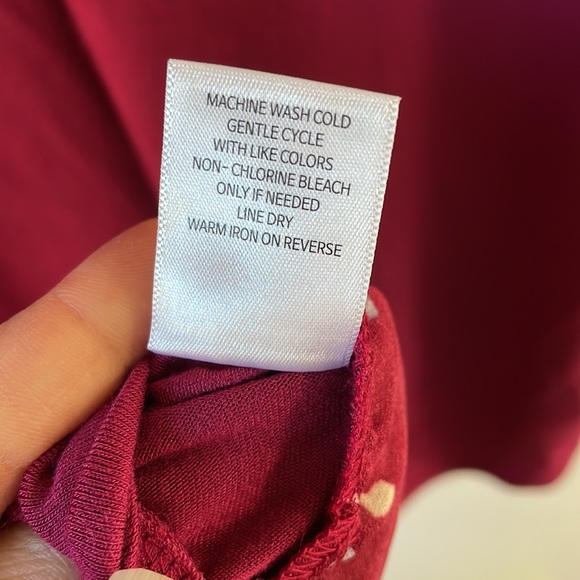 MACHINE WASH COLD
GENTLE CYCLE
WITH LIKE COLORS
NON- CHLORINE BLEACH
ONLY IF NEEDED
LINE DRY
WARM IRON ON REVERSE